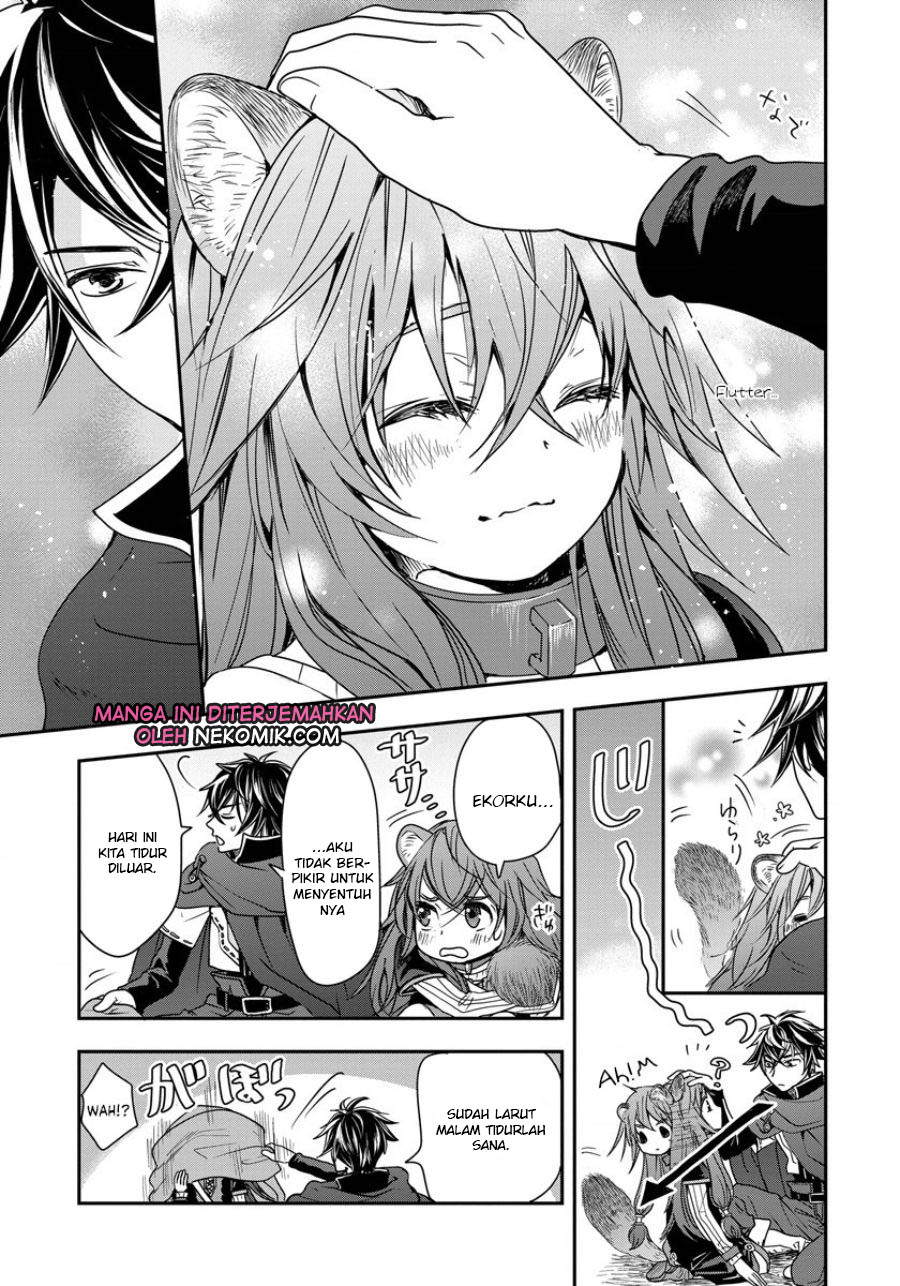 なで
Flutter...
MANGA INI DITERJEMAHKAN
OLEH NEKOMIK.COM
ゆらり
じー
?
Ah!M
EKORKU...
ササ
ぎゅ
...AKU
TIDAK BER-
PIKIR UNTUK
MENYENTUH
NYA
HARI INI
KITA TIDUR
DILUAR.
SUDAH LARUT
MALAM TIDURLAH
SANA.
がぼっ
WAH!?